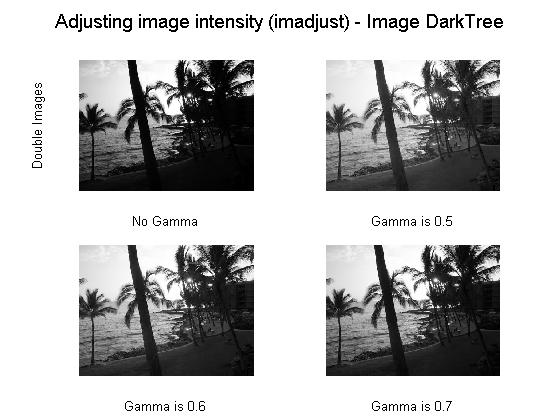 Adjusting image intensity (imadjust) - Image DarkTree
Double Images
No Gamma
Gamma is 0.5
Gamma is 0.6
Gamma is 0.7